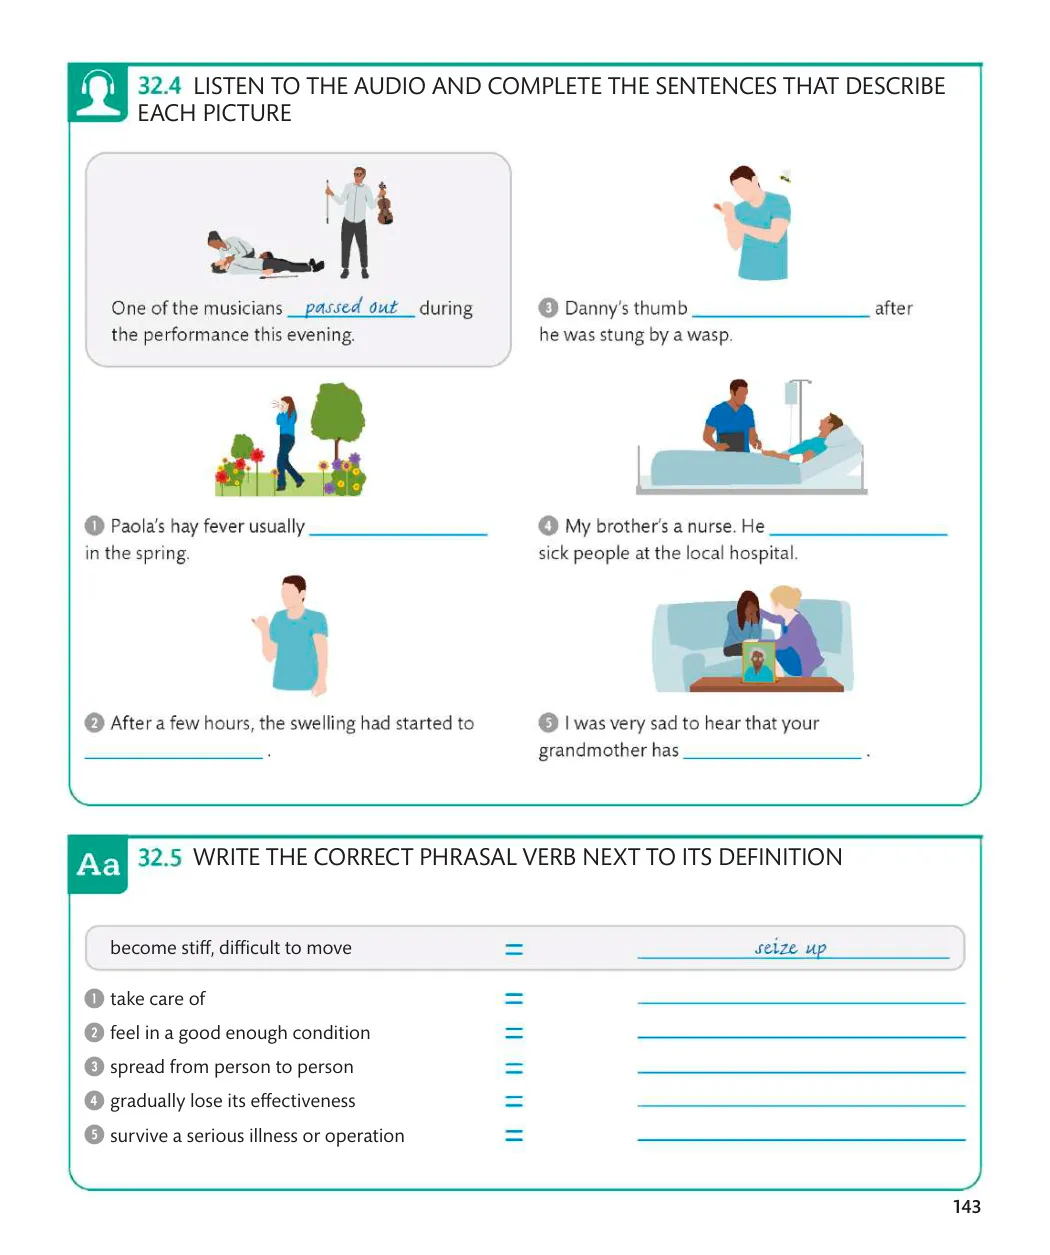 32.4 LISTEN TO THE AUDIO AND COMPLETE THE SENTENCES THAT DESCRIBE
EACH PICTURE
One of the musicians passed out during
the performance this evening.
1 Paola's hay fever usually
in the spring.
2 After a few hours, the swelling had started to
.
3 Danny's thumb after
he was stung by a wasp.
4 My brother's a nurse. He
sick people at the local hospital.
5 I was very sad to hear that your
grandmother has .
Aa 32.5 WRITE THE CORRECT PHRASAL VERB NEXT TO ITS DEFINITION
become stiff, difficult to move = seize up
1 take care of =
2 feel in a good enough condition =
3 spread from person to person =
4 gradually lose its effectiveness =
5 survive a serious illness or operation =
143